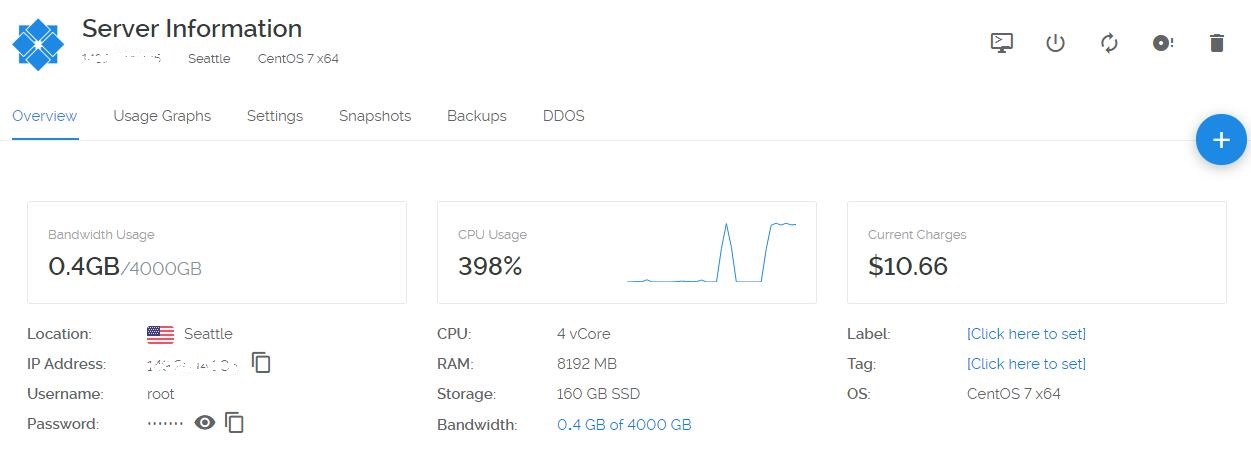 Server Information
Seattle CentOS 7 x64
Overview Usage Graphs Settings Snapshots Backups DDOS
+
Bandwidth Usage
0.4GB/4000GB
CPU Usage
398%
Current Charges
$10.66
Location: Seattle
IP Address:
Username: root
Password: ·······
CPU: 4 vCore
RAM: 8192 MB
Storage: 160 GB SSD
Bandwidth: 0.4 GB of 4000 GB
Label: [Click here to set]
Tag: [Click here to set]
OS: CentOS 7 x64